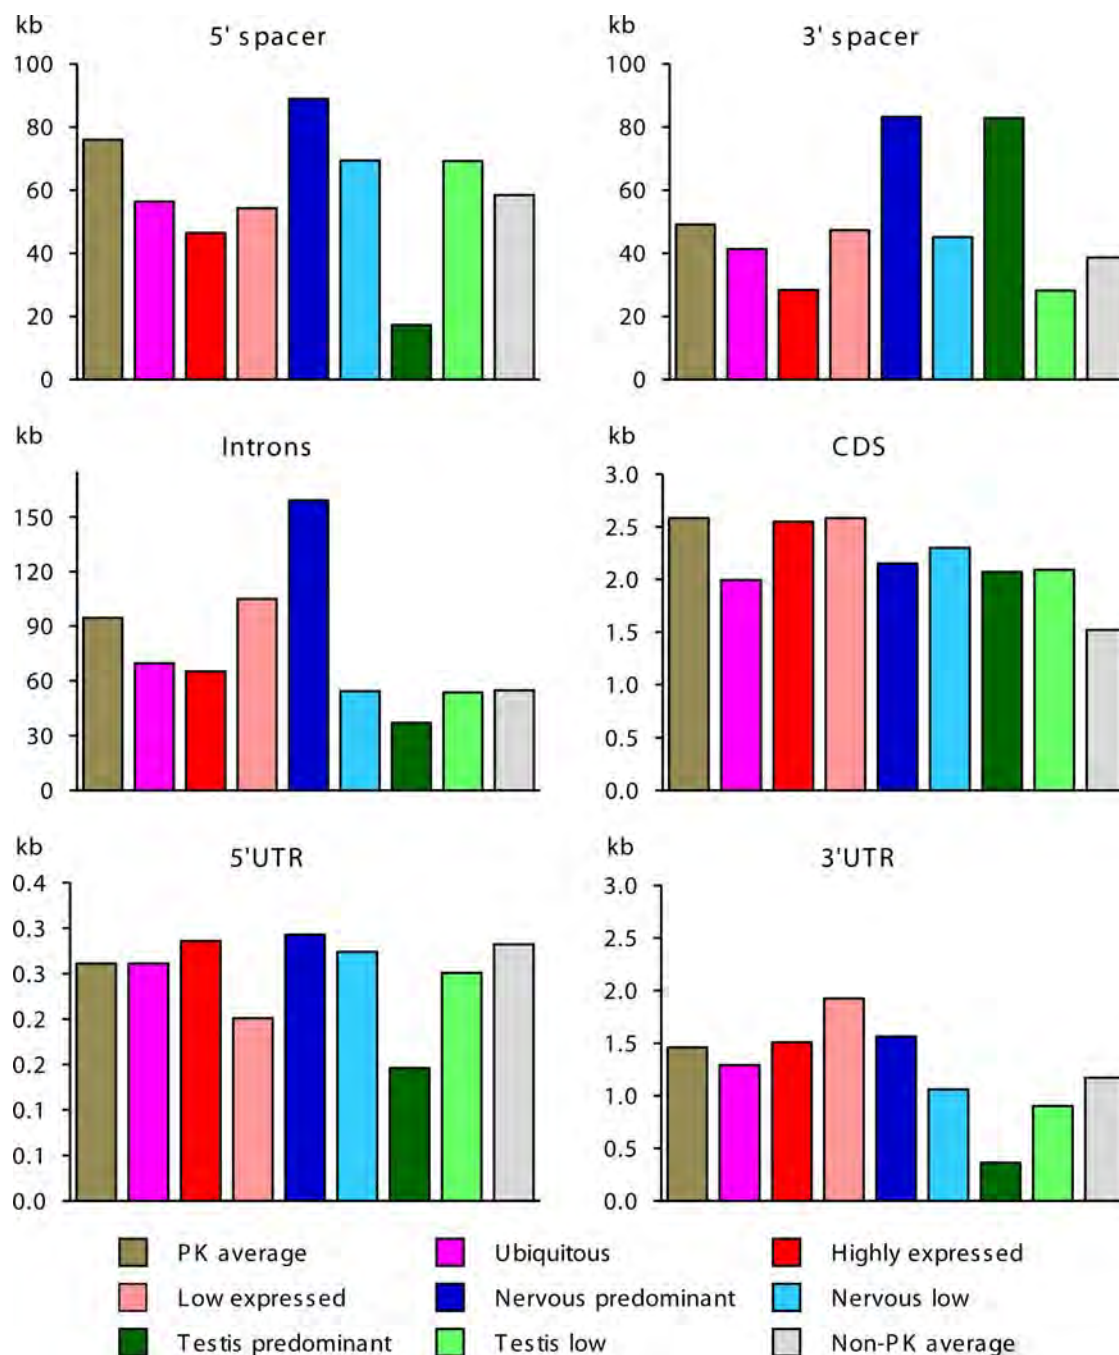 kb
5' spacer
100
80
60
40
20
0
kb
3' spacer
100
80
60
40
20
0
kb
Introns
150
120
90
60
30
0
kb
CDS
3.0
2.5
2.0
1.5
1.0
0.5
0.0
kb
5'UTR
0.4
0.3
0.3
0.2
0.2
0.1
0.1
0.0
kb
3'UTR
3.0
2.5
2.0
1.5
1.0
0.5
0.0
PK average
Ubiquitous
Highly expressed
Low expressed
Nervous predominant
Nervous low
Testis predominant
Testis low
Non-PK average